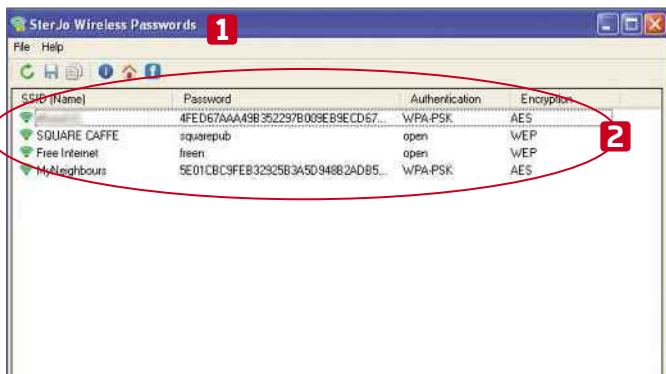 SterJo Wireless Passwords
1
File Help
SSID (Name) Password Authentication Encryption
4FED67AAA49B352297B009EB9ECD67... WPA-PSK AES
2
SQUARE CAFFE squarepub open WEP
Free Internet freen open WEP
MyNeighbours 5E01CBC9FEB32925B3A5D948B2ADB5... WPA-PSK AES